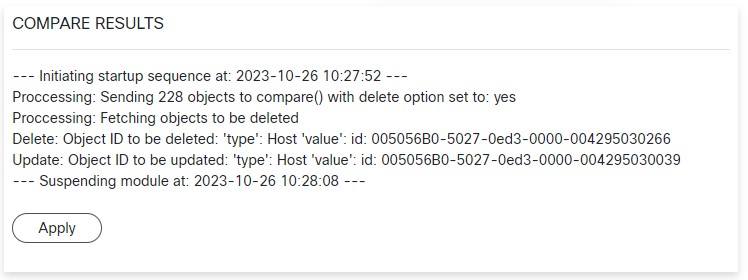 COMPARE RESULTS
--- Initiating startup sequence at: 2023-10-26 10:27:52 ---
Proccessing: Sending 228 objects to compare() with delete option set to: yes
Proccessing: Fetching objects to be deleted
Delete: Object ID to be deleted: 'type': Host 'value': id: 005056B0-5027-0ed3-0000-004295030266
Update: Object ID to be updated: 'type': Host 'value': id: 005056B0-5027-0ed3-0000-004295030039
--- Suspending module at: 2023-10-26 10:28:08 ---
Apply